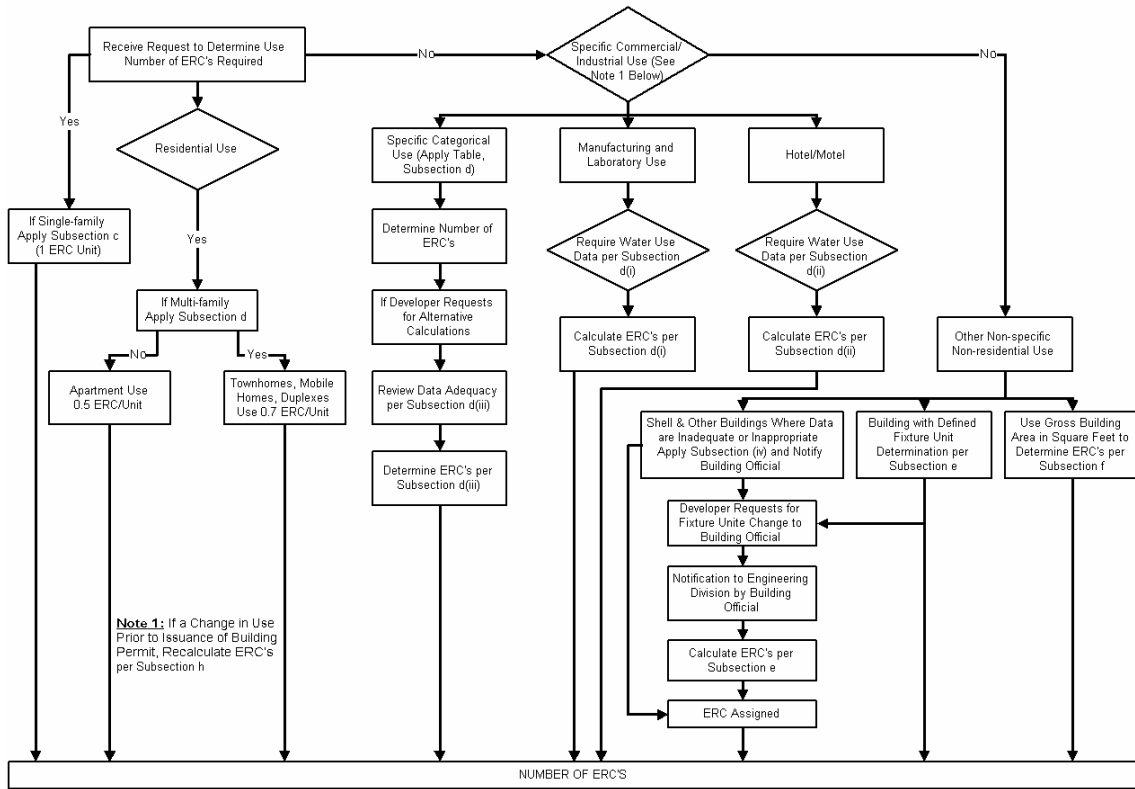 Receive Request to Determine Use
Number of ERC's Required
No
Specific Commercial/
Industrial Use (See
Note 1 Below)
No
Yes
Residential Use
Specific Categorical
Use (Apply Table,
Subsection d)
Manufacturing and
Laboratory Use
Hotel/Motel
If Single-family
Apply Subsection c
(1 ERC Unit)
Yes
Determine Number of
ERC's
Require Water Use
Data per Subsection
d(i)
Require Water Use
Data per Subsection
d(ii)
If Multi-family
Apply Subsection d
If Developer Requests
for Alternative
Calculations
Calculate ERC's per
Subsection d(i)
Calculate ERC's per
Subsection d(ii)
Other Non-specific
Non-residential Use
No
Yes
Apartment Use
0.5 ERC/Unit
Townhomes, Mobile
Homes, Duplexes
Use 0.7 ERC/Unit
Review Data Adequacy
per Subsection d(iii)
Shell & Other Buildings Where Data
are Inadequate or Inappropriate
Apply Subsection (iv) and Notify
Building Official
Building with Defined
Fixture Unit
Determination per
Subsection e
Use Gross Building
Area in Square Feet to
Determine ERC's per
Subsection f
Determine ERC's per
Subsection d(iii)
Developer Requests for
Fixture Unite Change to
Building Official
Notification to Engineering
Division by Building
Official
Note 1: If a Change in Use
Prior to Issuance of Building
Permit, Recalculate ERC's
per Subsection h
Calculate ERC's per
Subsection e
ERC Assigned
NUMBER OF ERC'S